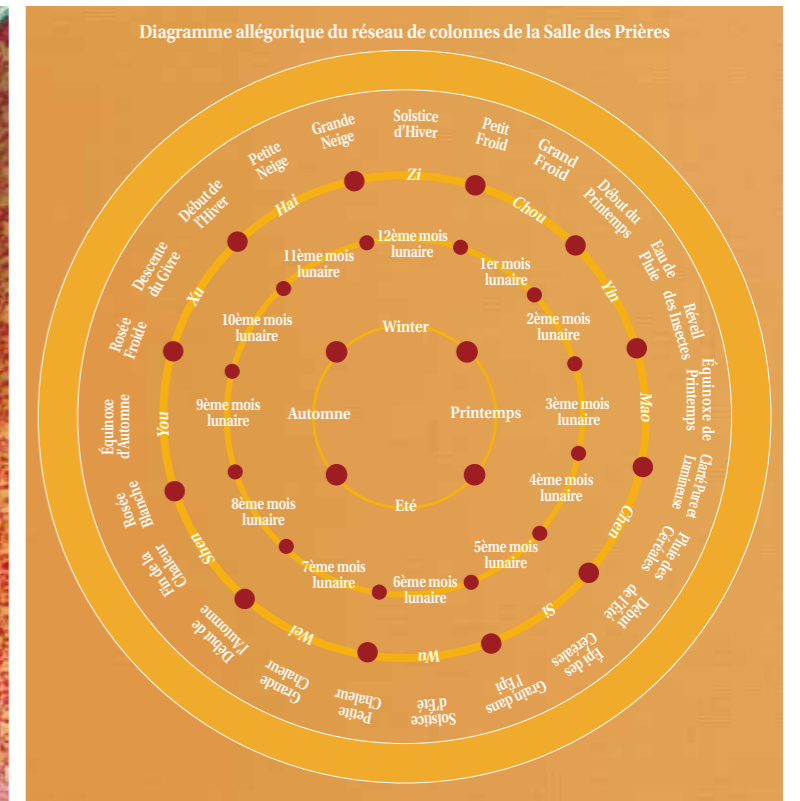 Diagramme allégorique du réseau de colonnes de la Salle des Prières
Solstice
d'Hiver
Petit
Froid
Grand
Froid
Début du
Printemps
Eau de
Pluie
Réveil
des Insectes
Équinoxe de
Printemps
Clarté Pure et
Lumineuse
Pluie des
Céréales
Début
de l'Été
Épi des
Céréales
Grain dans
l'Épi
Solstice
d'Été
Petite
Chaleur
Grande
Chaleur
Début de
l'Automne
Fin de la
Chaleur
Rosée
Blanche
Équinoxe
d'Automne
Rosée
Froide
Descente
du Givre
Début de
l'Hiver
Petite
Neige
Grande
Neige
Zi
Chou
Yin
Mao
Chen
Si
Wu
Wei
Shen
You
Xu
Hai
12ème mois
lunaire
1er mois
lunaire
2ème mois
lunaire
3ème mois
lunaire
4ème mois
lunaire
5ème mois
lunaire
6ème mois
lunaire
7ème mois
lunaire
8ème mois
lunaire
9ème mois
lunaire
10ème mois
lunaire
11ème mois
lunaire
Winter
Printemps
Eté
Automne